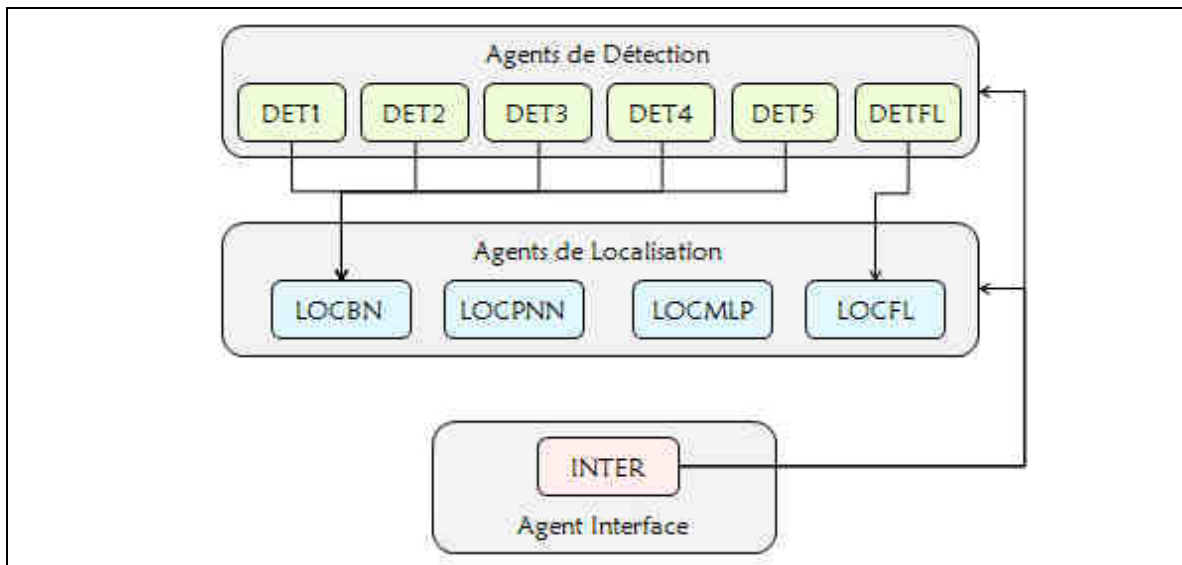 Agents de Détection
DET1 DET2 DET3 DET4 DET5 DETFL
Agents de Localisation
LOCBN LOCPNN LOCMLP LOCFL
INTER
Agent Interface